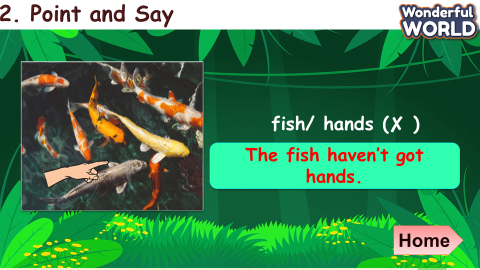 2. Point and Say
Wonderful
WORLD
fish/ hands (X )
The fish haven't got
hands.
Home